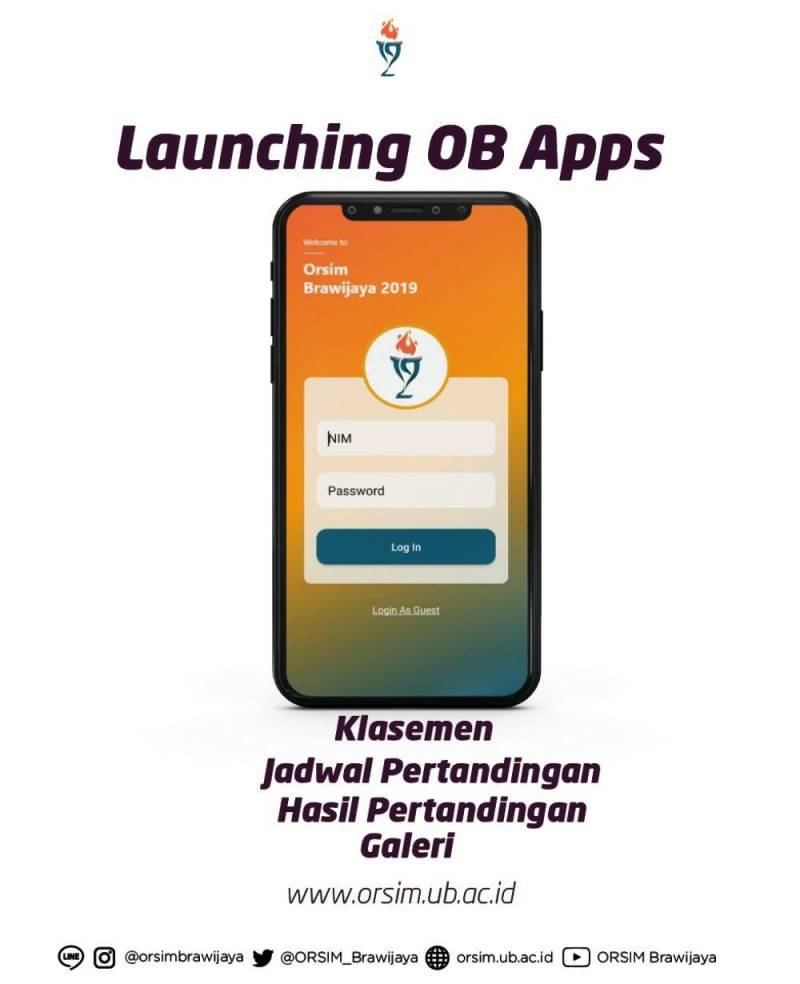 Launching OB Apps
Welcome to
Orsim
Brawijaya 2019
NIM
Password
Log In
Login As Guest
Klasemen
Jadwal Pertandingan
Hasil Pertandingan
Galeri
www.orsim.ub.ac.id
LINE @orsimbrawijaya @ORSIM_Brawijaya orsim.ub.ac.id ORSIM Brawijaya